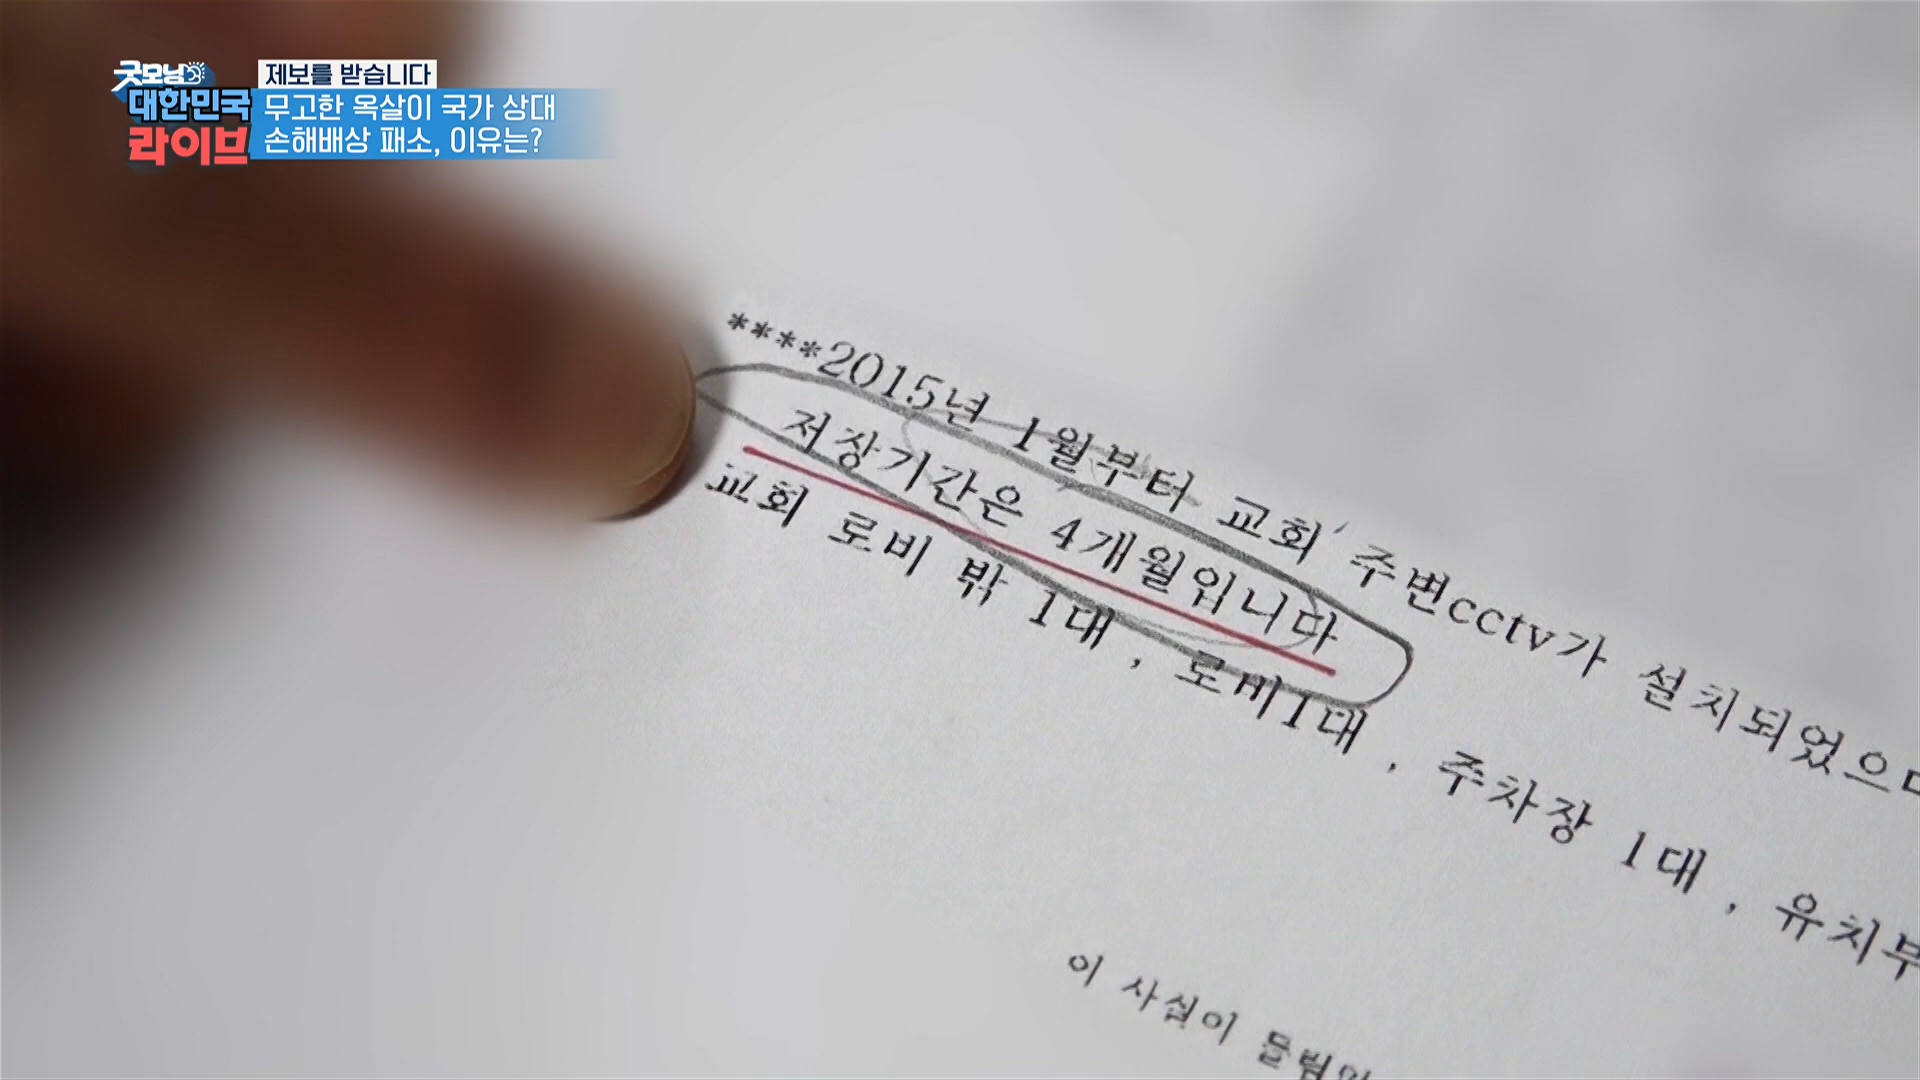 굿모닝
대한민국
라이브
제보를 받습니다
무고한 옥살이 국가 상대
손해배상 패소, 이유는?
****2015년 1월부터 교회 주변cctv가 설치되었으며
저장기간은 4개월입니다
교회 로비 밖 1대, 로비1대, 주차장 1대, 유치부
이 사실이 틀림없